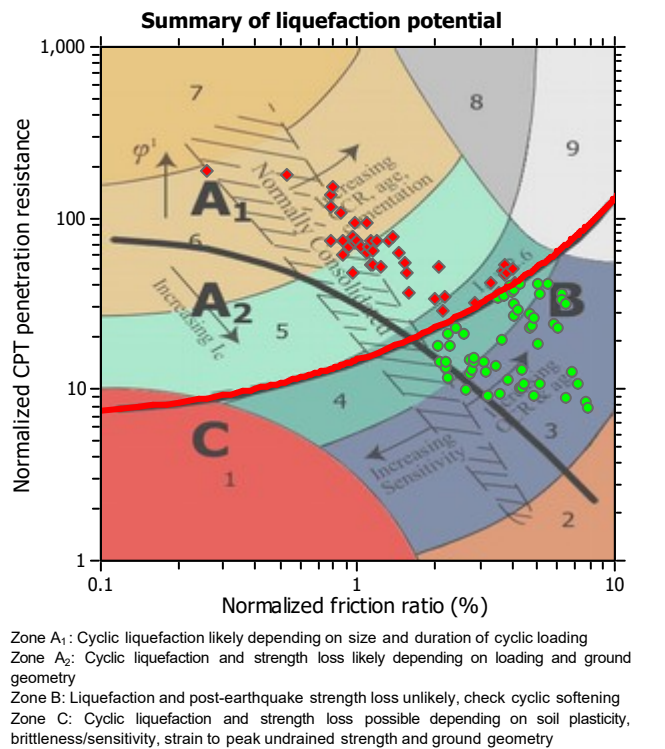 Summary of liquefaction potential
Normalized CPT penetration resistance
1,000
100
10
1
7
8
9
φ'
Increasing
OCR, age,
cementation
Normally Consolidated
A1
6
A2
Increasing Ic
5
B
4
C
1
Increasing
Sensitivity
Increasing
OCR & age
3
2
0.1
1
10
Normalized friction ratio (%)
Zone A1: Cyclic liquefaction likely depending on size and duration of cyclic loading
Zone A2: Cyclic liquefaction and strength loss likely depending on loading and ground
geometry
Zone B: Liquefaction and post-earthquake strength loss unlikely, check cyclic softening
Zone C: Cyclic liquefaction and strength loss possible depending on soil plasticity,
brittleness/sensitivity, strain to peak undrained strength and ground geometry